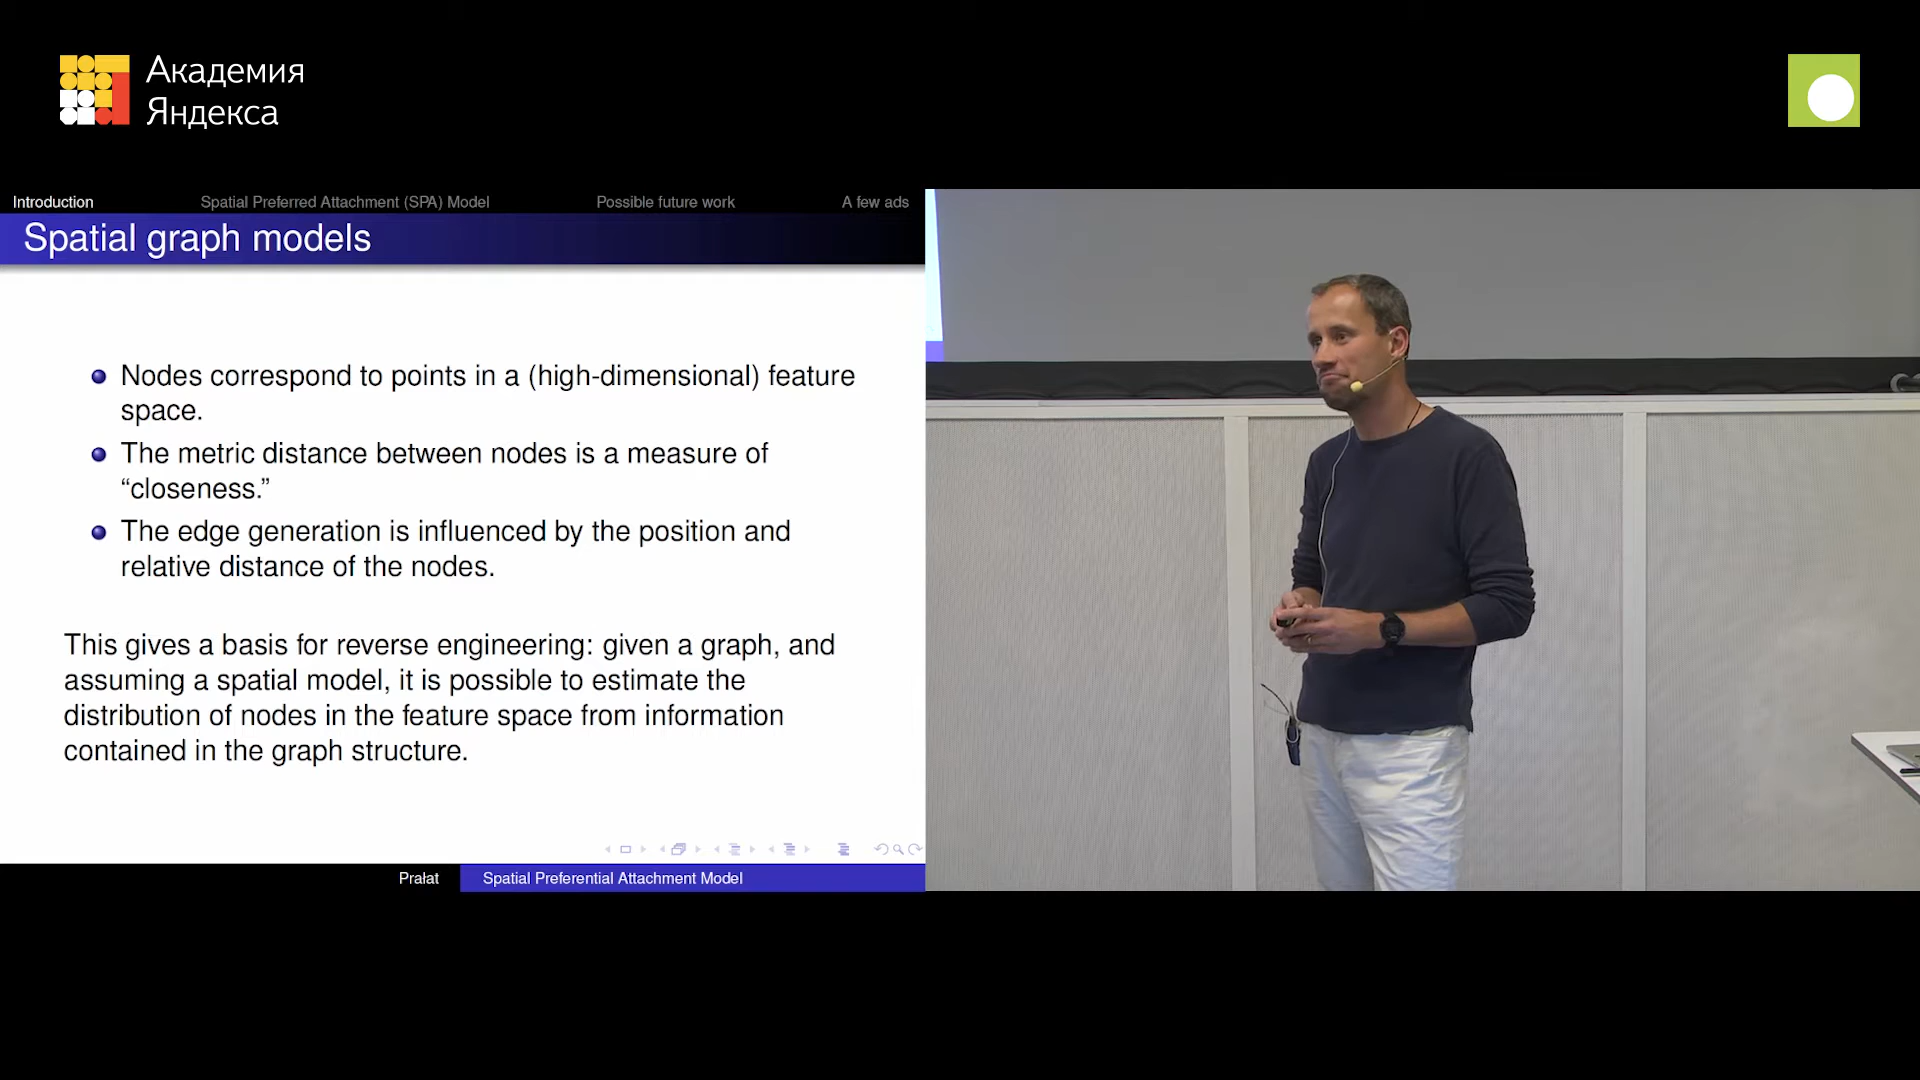 Академия
Яндекса
Introduction
Spatial Preferred Attachment (SPA) Model
Possible future work
A few ads
Spatial graph models
Nodes correspond to points in a (high-dimensional) feature
space.
The metric distance between nodes is a measure of
“closeness.”
The edge generation is influenced by the position and
relative distance of the nodes.
This gives a basis for reverse engineering: given a graph, and
assuming a spatial model, it is possible to estimate the
distribution of nodes in the feature space from information
contained in the graph structure.
Prałat
Spatial Preferential Attachment Model